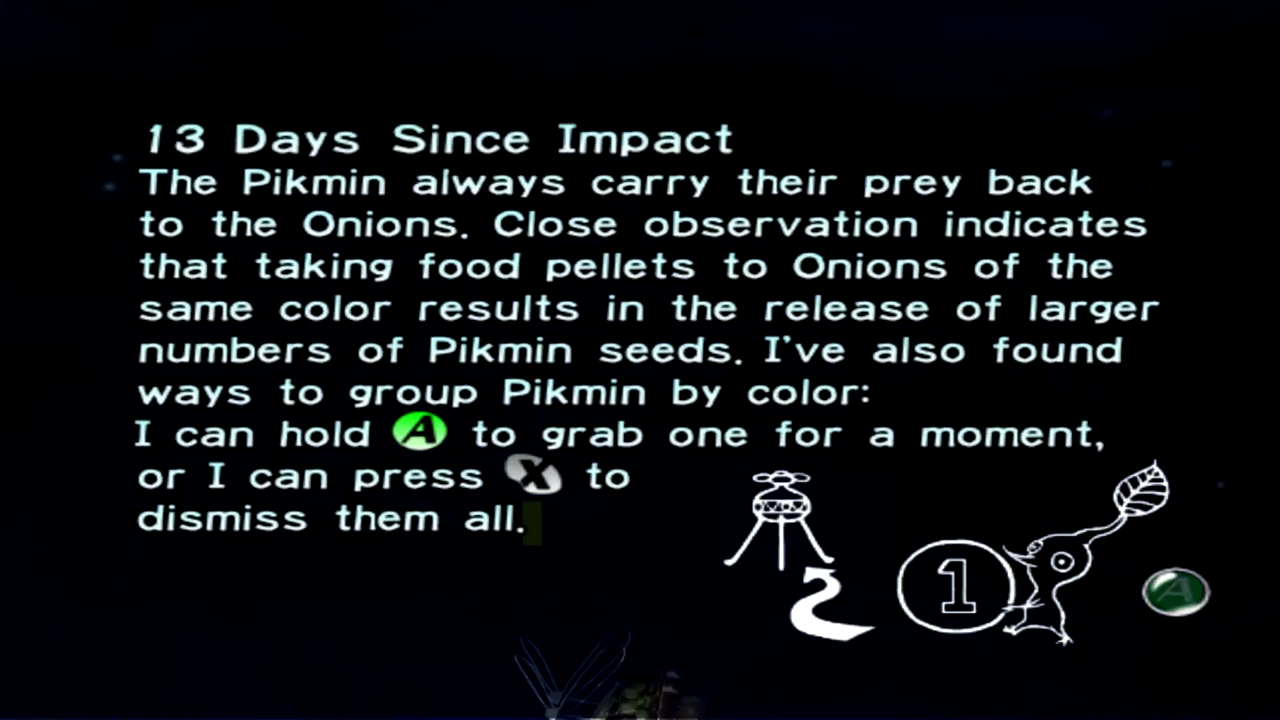 13 Days Since Impact
The Pikmin always carry their prey back
to the Onions. Close observation indicates
that taking food pellets to Onions of the
same color results in the release of larger
numbers of Pikmin seeds. I've also found
ways to group Pikmin by color:
I can hold A to grab one for a moment,
or I can press X to
dismiss them all.
1
A